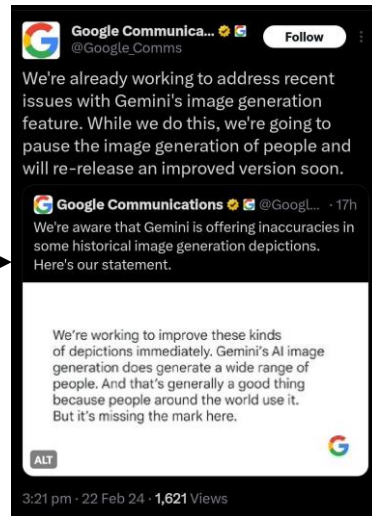 Google Communica...
Follow
@Google_Comms
We're already working to address recent
issues with Gemini's image generation
feature. While we do this, we're going to
pause the image generation of people and
will re-release an improved version soon.
Google Communications @Googl... · 17h
We're aware that Gemini is offering inaccuracies in
some historical image generation depictions.
Here's our statement.
We're working to improve these kinds
of depictions immediately. Gemini's AI image
generation does generate a wide range of
people. And that's generally a good thing
because people around the world use it.
But it's missing the mark here.
ALT
3:21 pm · 22 Feb 24 · 1,621 Views